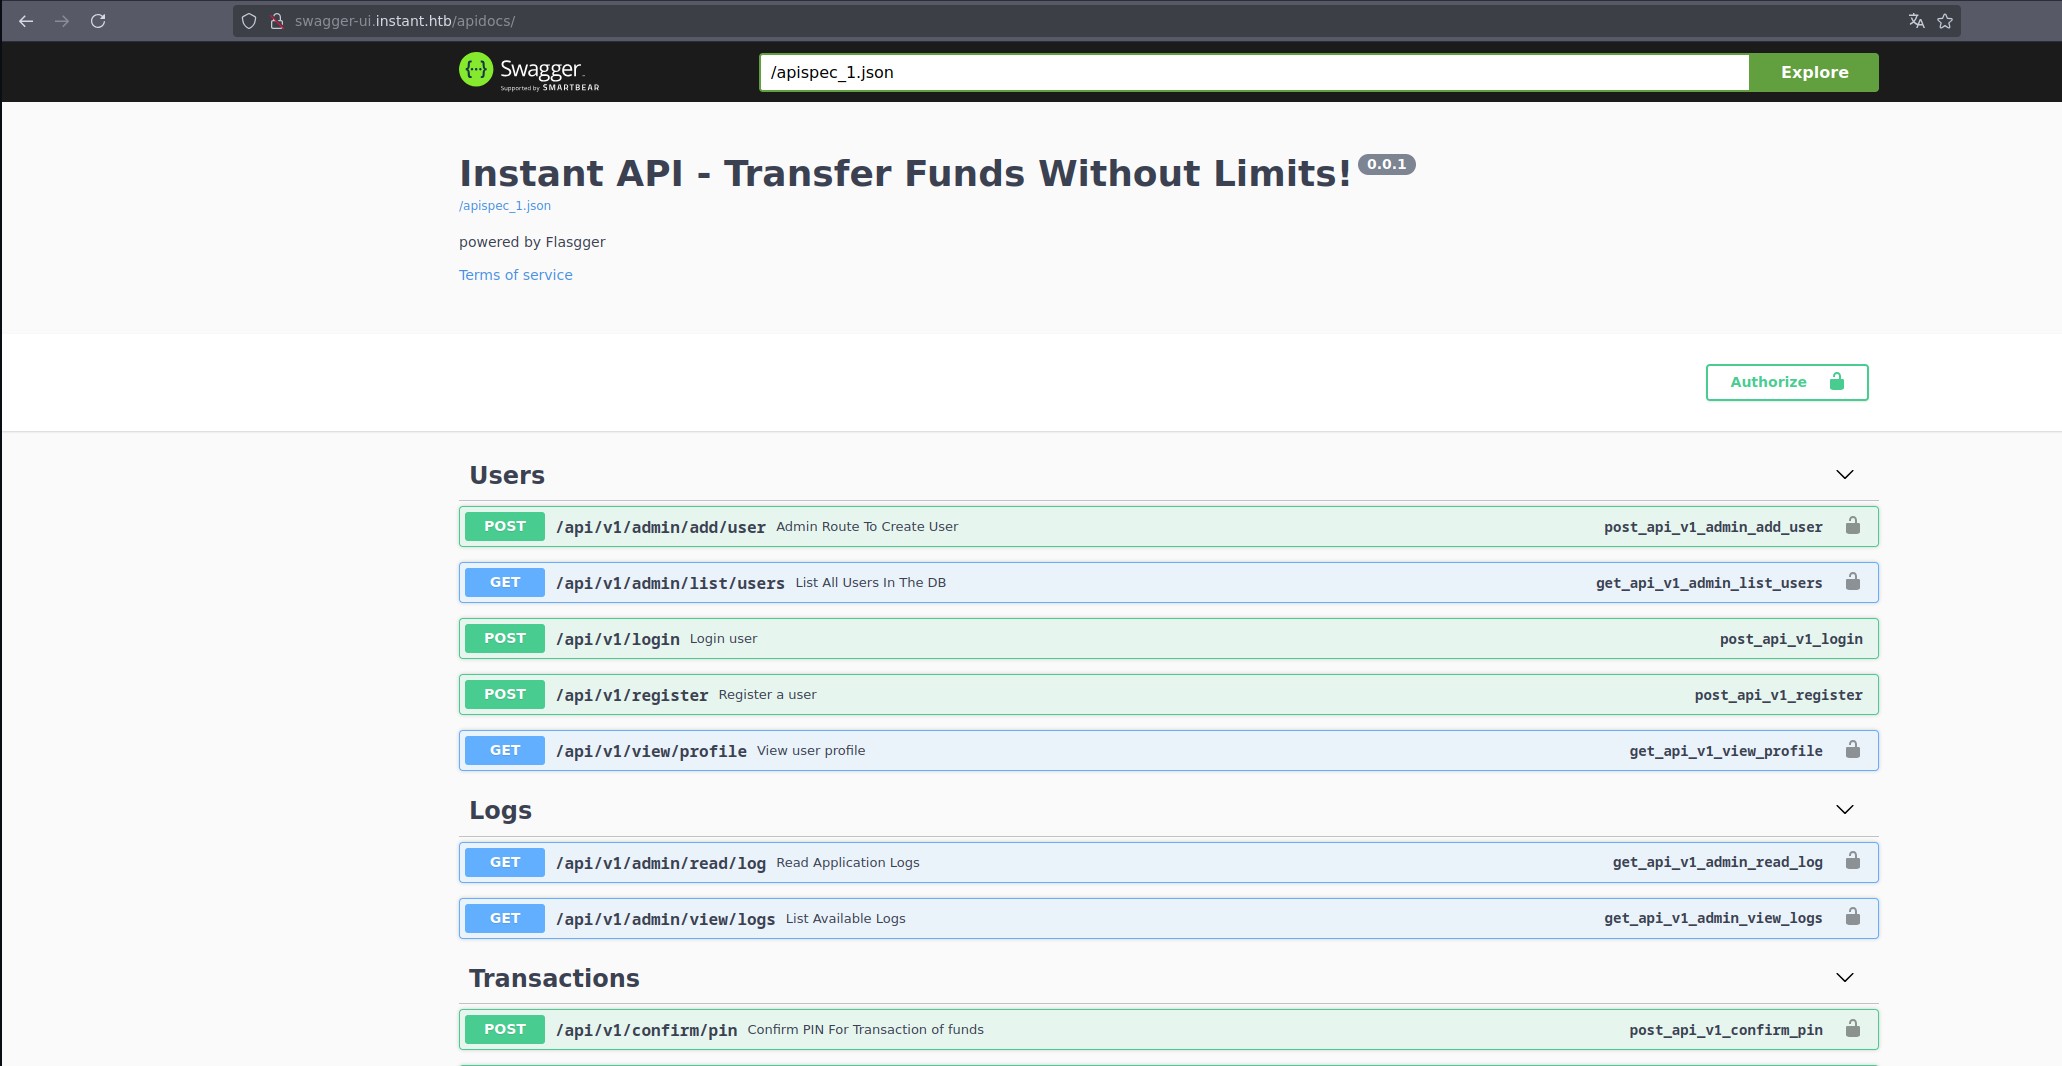 swagger-ui.instant.htb/apidocs/
{···} Swagger
Supported by SMARTBEAR
/apispec_1.json
Explore
Instant API - Transfer Funds Without Limits! 0.0.1
/apispec_1.json
powered by Flasgger
Terms of service
Authorize
Users
POST /api/v1/admin/add/user Admin Route To Create User post_api_v1_admin_add_user
GET /api/v1/admin/list/users List All Users In The DB get_api_v1_admin_list_users
POST /api/v1/login Login user post_api_v1_login
POST /api/v1/register Register a user post_api_v1_register
GET /api/v1/view/profile View user profile get_api_v1_view_profile
Logs
GET /api/v1/admin/read/log Read Application Logs get_api_v1_admin_read_log
GET /api/v1/admin/view/logs List Available Logs get_api_v1_admin_view_logs
Transactions
POST /api/v1/confirm/pin Confirm PIN For Transaction of funds post_api_v1_confirm_pin